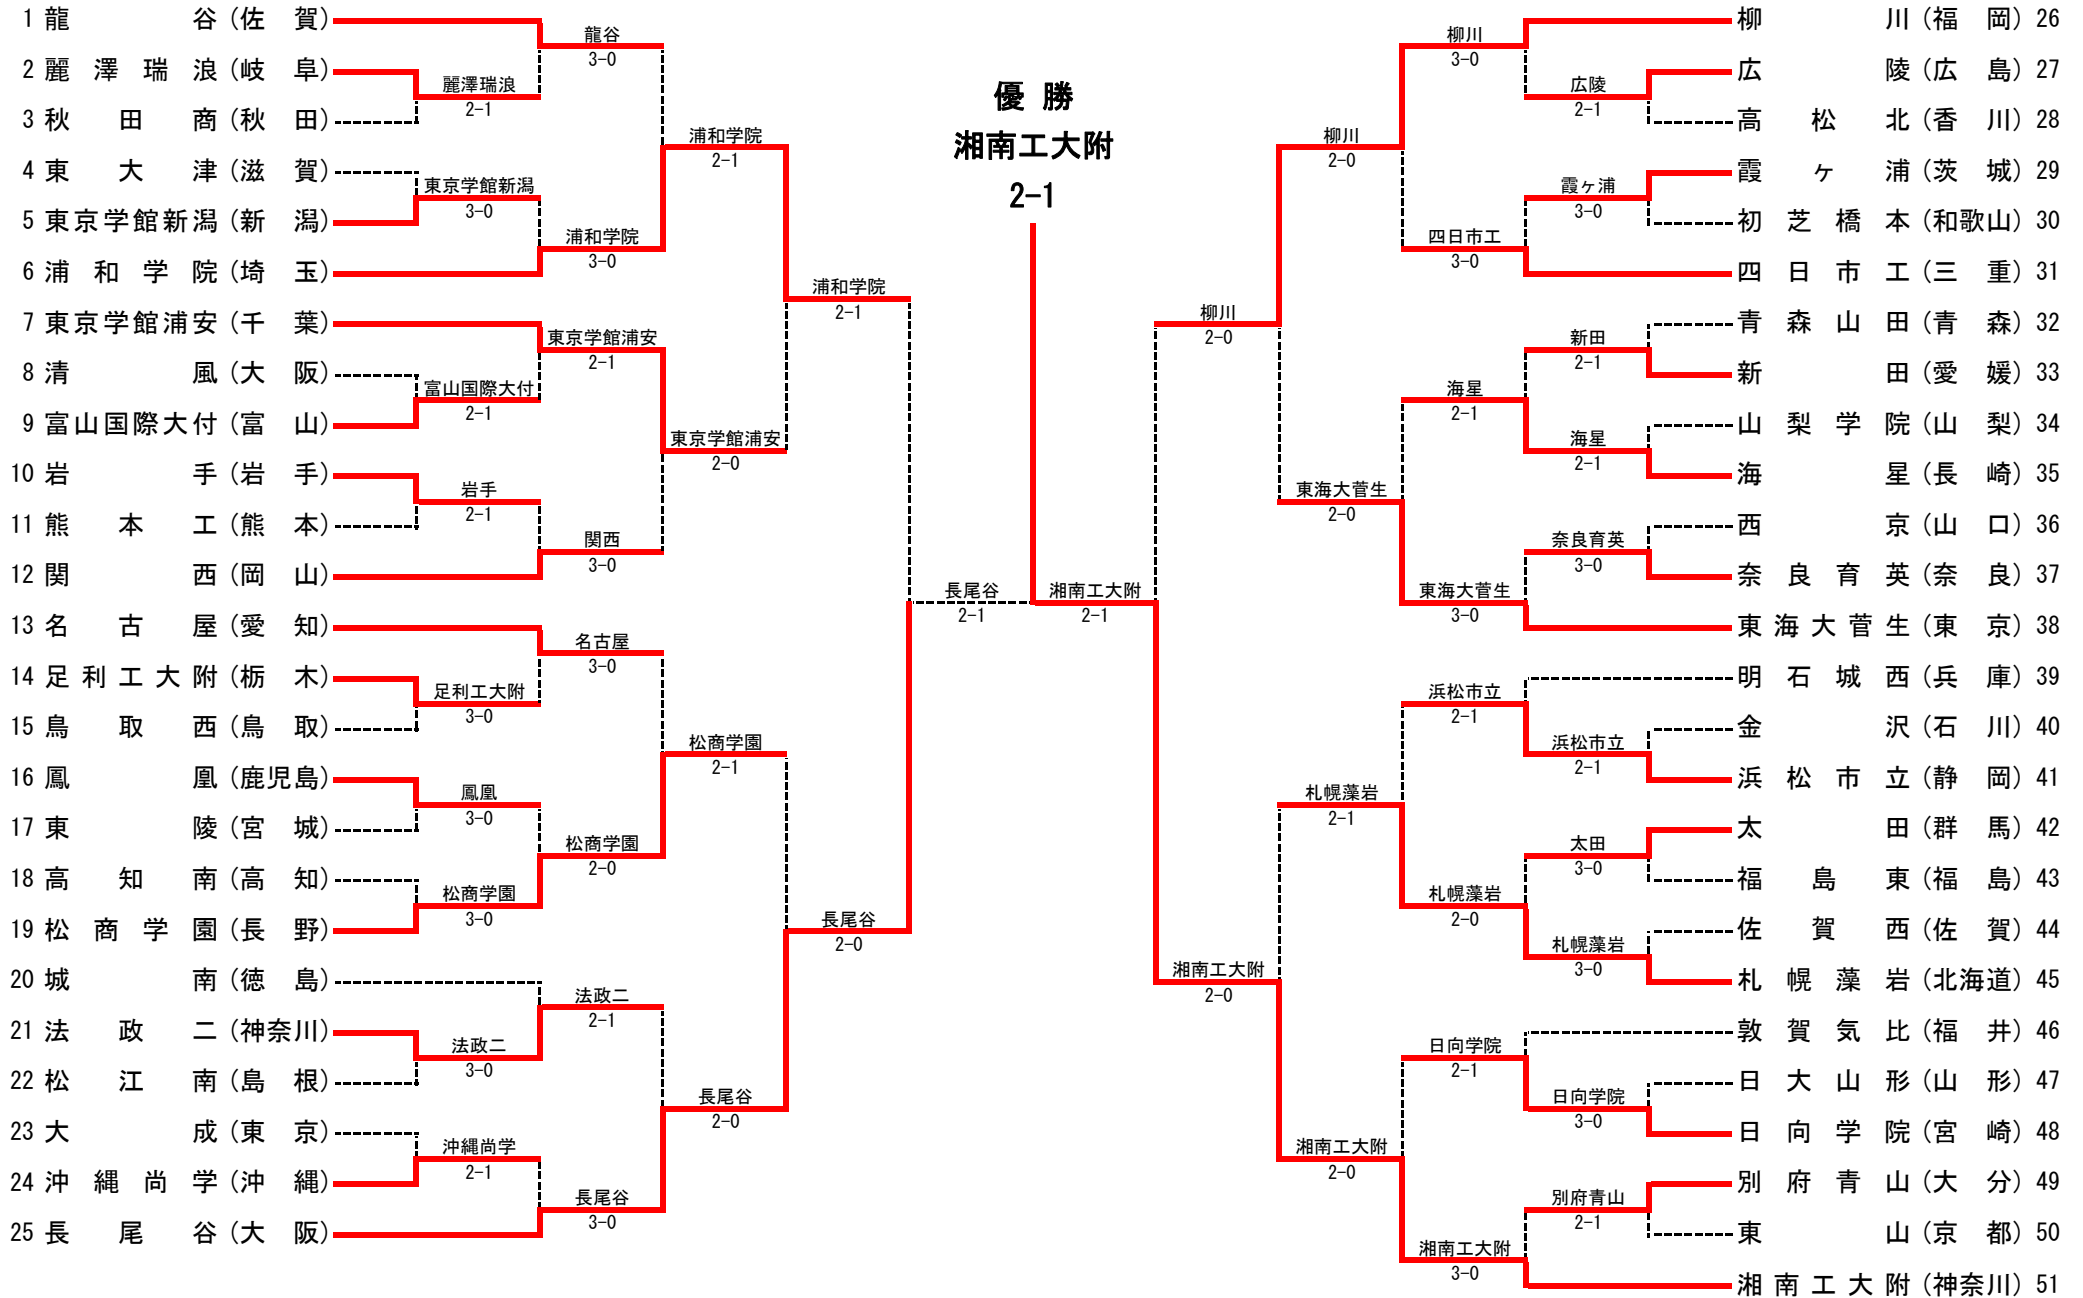 優勝
湘南工大附
2-1
1 龍谷（佐賀）
2 麗澤瑞浪（岐阜）
3 秋田商（秋田）
4 東大津（滋賀）
5 東京学館新潟（新潟）
6 浦和学院（埼玉）
7 東京学館浦安（千葉）
8 清風（大阪）
9 富山国際大付（富山）
10 岩手（岩手）
11 熊本工（熊本）
12 関西（岡山）
13 名古屋（愛知）
14 足利工大附（栃木）
15 鳥取西（鳥取）
16 鳳凰（鹿児島）
17 東陵（宮城）
18 高知南（高知）
19 松商学園（長野）
20 城南（徳島）
21 法政二（神奈川）
22 松江南（島根）
23 大成（東京）
24 沖縄尚学（沖縄）
25 長尾谷（大阪）
麗澤瑞浪
2-1
東京学館新潟
3-0
富山国際大付
2-1
岩手
2-1
足利工大附
3-0
鳳凰
3-0
松商学園
3-0
法政二
3-0
沖縄尚学
2-1
龍谷
3-0
浦和学院
3-0
東京学館浦安
2-1
関西
3-0
名古屋
3-0
松商学園
2-0
法政二
2-1
長尾谷
3-0
浦和学院
2-1
東京学館浦安
2-0
松商学園
2-1
長尾谷
2-0
浦和学院
2-1
長尾谷
2-0
長尾谷
2-1
湘南工大附
2-1
柳川
2-0
湘南工大附
2-0
柳川
2-0
東海大菅生
2-0
札幌藻岩
2-1
湘南工大附
2-0
柳川
3-0
四日市工
3-0
海星
2-1
東海大菅生
3-0
浜松市立
2-1
札幌藻岩
2-0
日向学院
2-1
湘南工大附
3-0
広陵
2-1
霞ヶ浦
3-0
新田
2-1
海星
2-1
奈良育英
3-0
浜松市立
2-1
太田
3-0
札幌藻岩
3-0
日向学院
3-0
別府青山
2-1
柳川（福岡）26
広陵（広島）27
高松北（香川）28
霞ヶ浦（茨城）29
初芝橋本（和歌山）30
四日市工（三重）31
青森山田（青森）32
新田（愛媛）33
山梨学院（山梨）34
海星（長崎）35
西京（山口）36
奈良育英（奈良）37
東海大菅生（東京）38
明石城西（兵庫）39
金沢（石川）40
浜松市立（静岡）41
太田（群馬）42
福島東（福島）43
佐賀西（佐賀）44
札幌藻岩（北海道）45
敦賀気比（福井）46
日大山形（山形）47
日向学院（宮崎）48
別府青山（大分）49
東山（京都）50
湘南工大附（神奈川）51